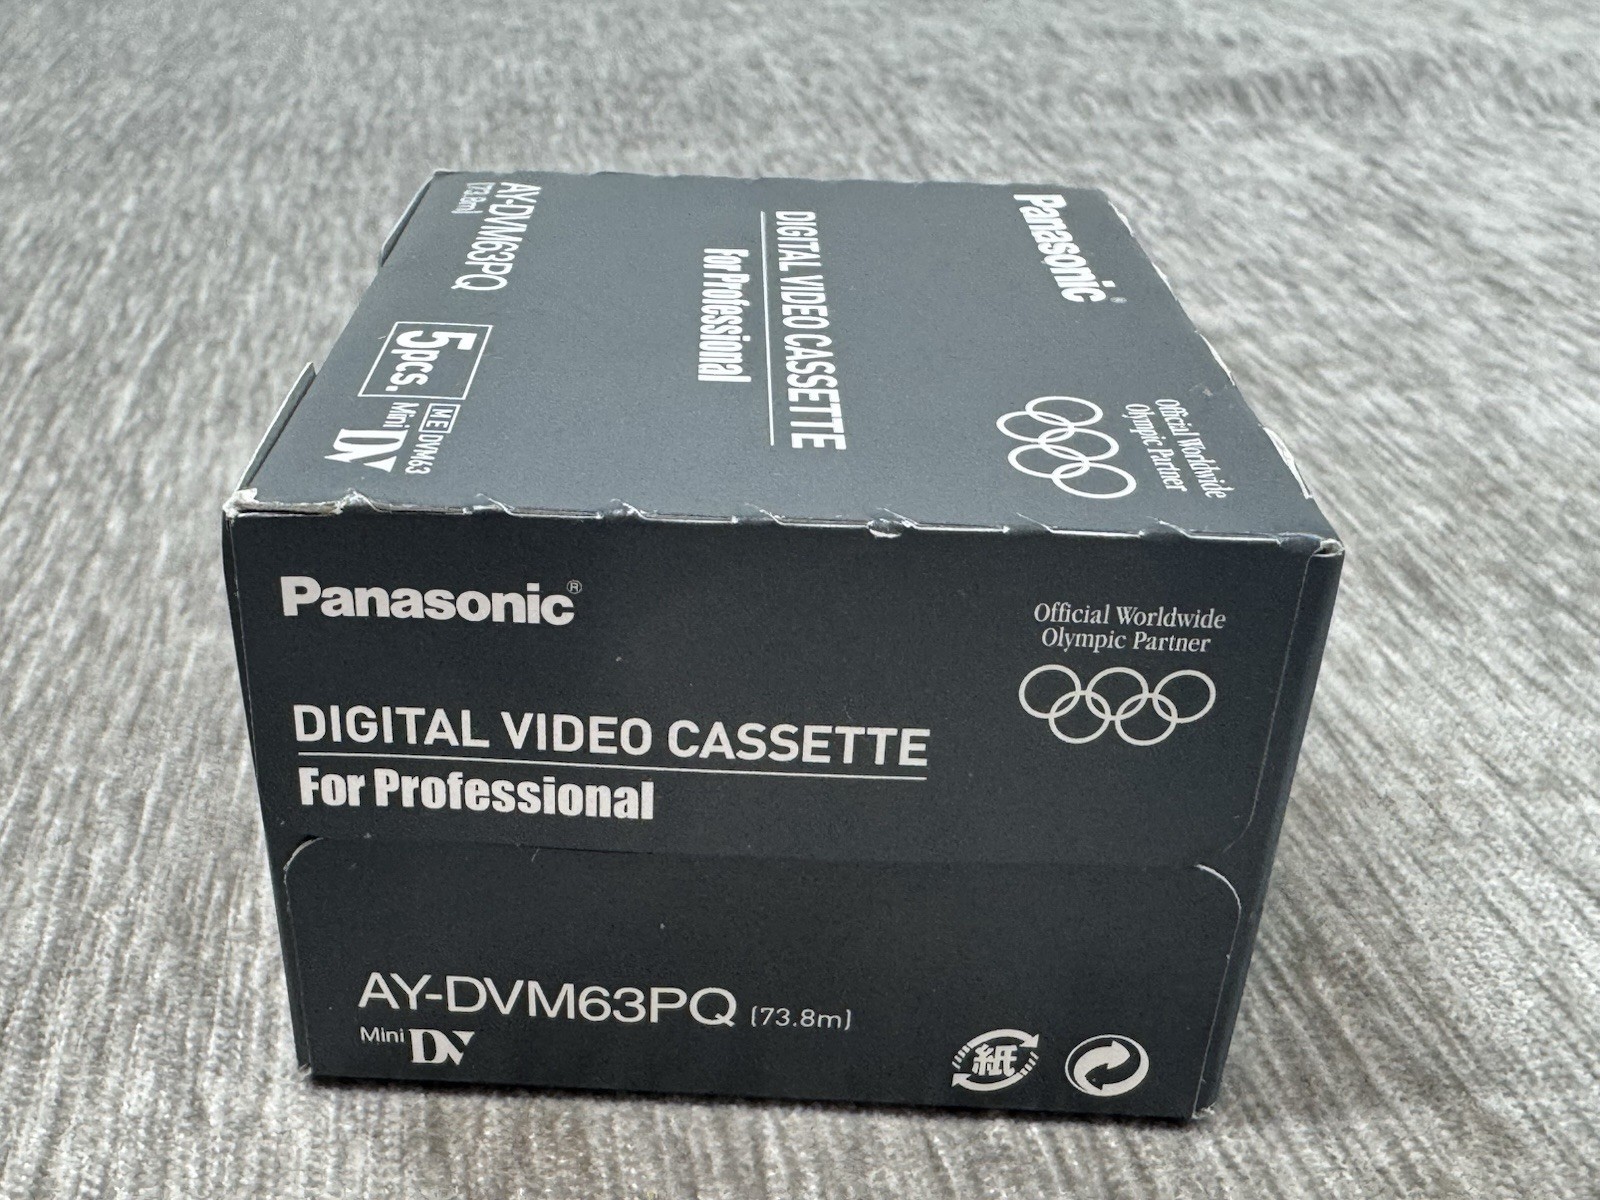 Panasonic®
Official Worldwide
Olympic Partner
DIGITAL VIDEO CASSETTE
For Professional
AY-DVM63PQ
[73.8m]
5pcs.
ME DVM63
Mini DV
Panasonic®
Official Worldwide
Olympic Partner
DIGITAL VIDEO CASSETTE
For Professional
AY-DVM63PQ [73.8m]
Mini DV
紙